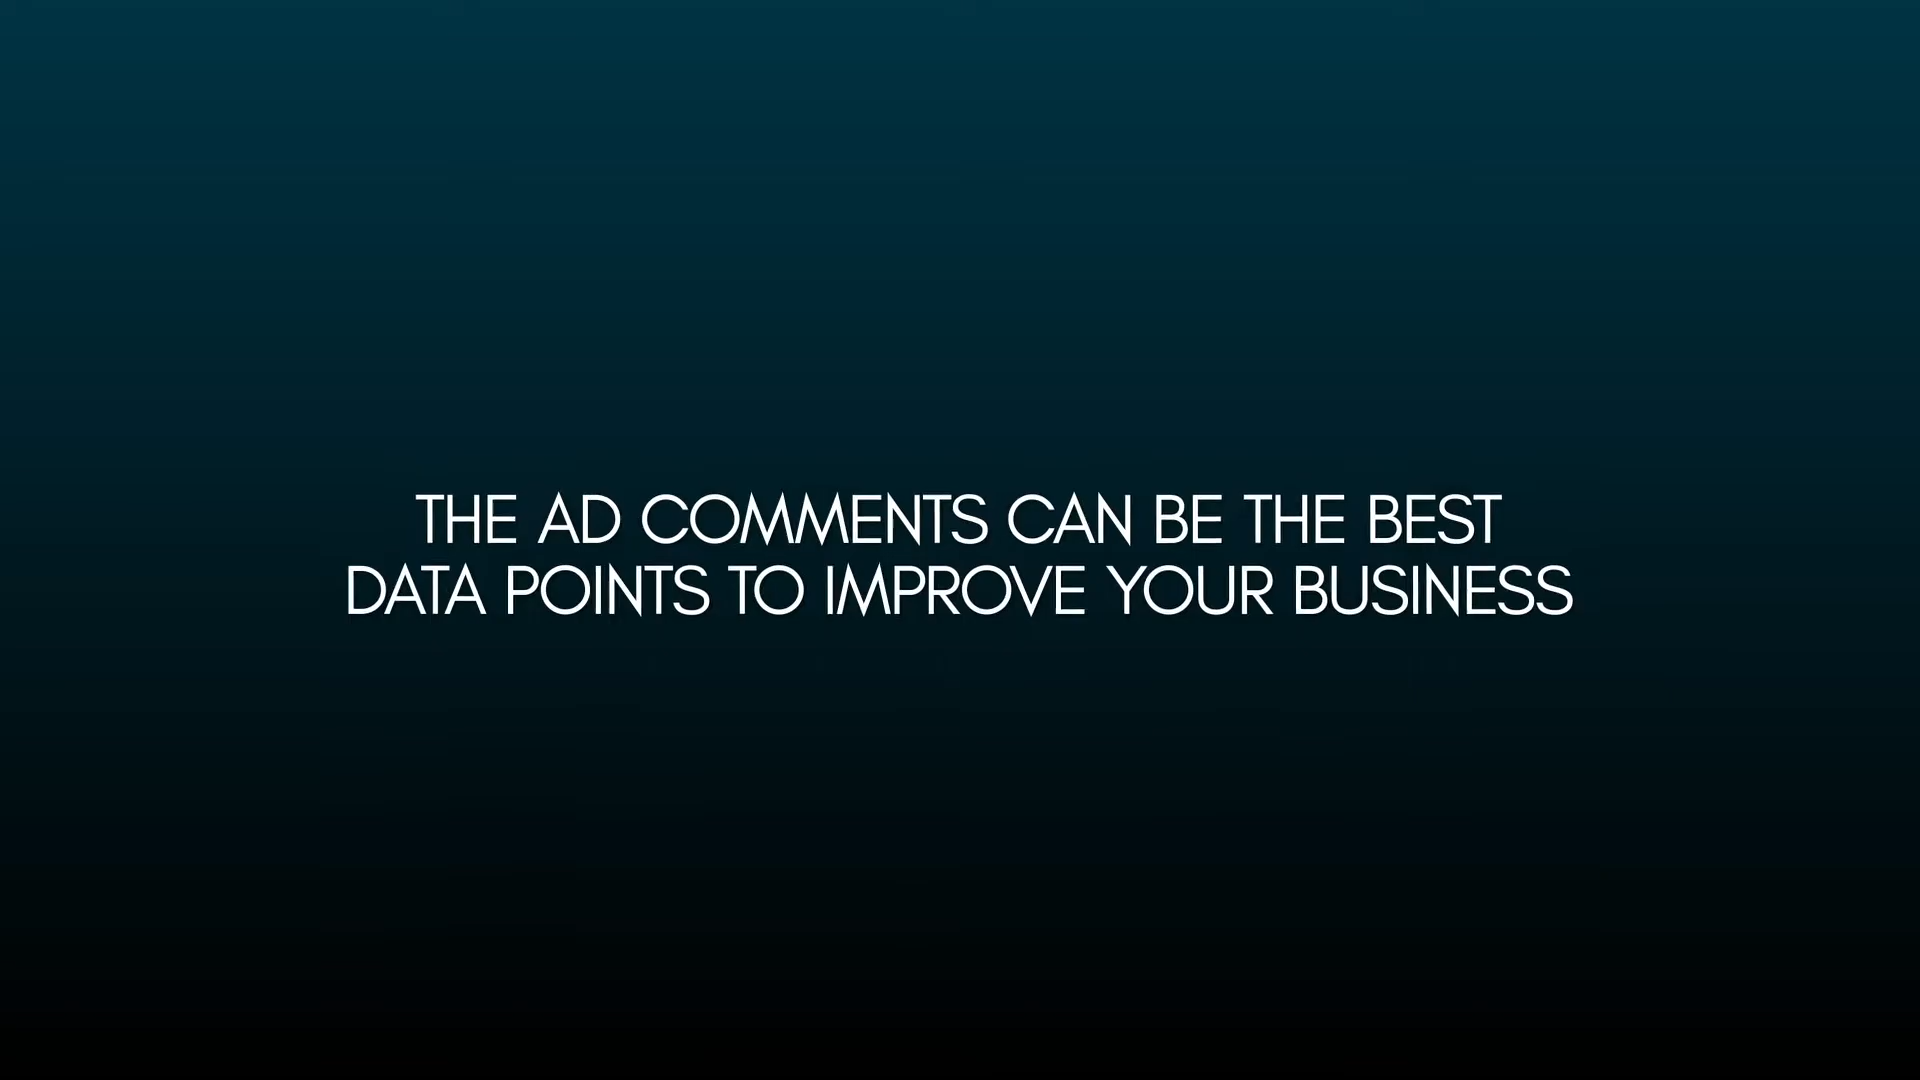 THE AD COMMENTS CAN BE THE BEST
DATA POINTS TO IMPROVE YOUR BUSINESS